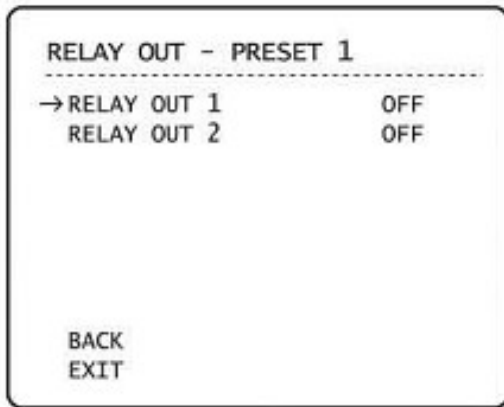 RELAY OUT - PRESET 1
→RELAY OUT 1 OFF
RELAY OUT 2 OFF
BACK
EXIT